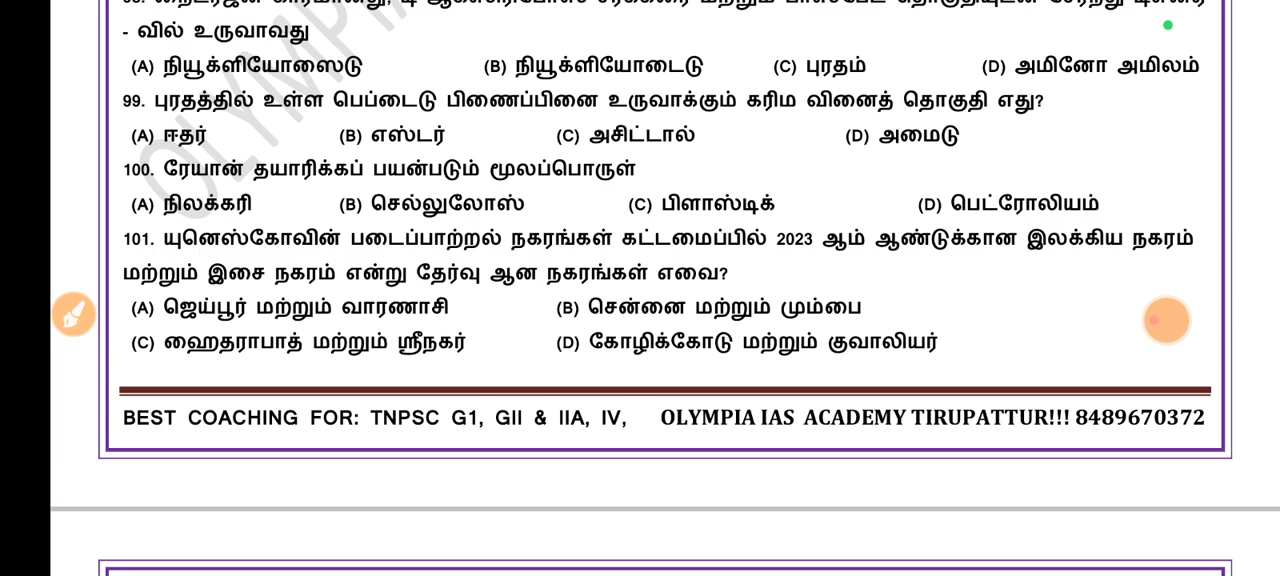 - வில் உருவாவது
(A) நியூக்ளியோஸைடு (B) நியூக்ளியோடைடு (C) புரதம் (D) அமினோ அமிலம்
99. புரதத்தில் உள்ள பெப்டைடு பிணைப்பினை உருவாக்கும் கரிம வினைத் தொகுதி எது?
(A) ஈதர் (B) எஸ்டர் (C) அசிட்டால் (D) அமைடு
100. ரேயான் தயாரிக்கப் பயன்படும் மூலப்பொருள்
(A) நிலக்கரி (B) செல்லுலோஸ் (C) பிளாஸ்டிக் (D) பெட்ரோலியம்
101. யுனெஸ்கோவின் படைப்பாற்றல் நகரங்கள் கட்டமைப்பில் 2023 ஆம் ஆண்டுக்கான இலக்கிய நகரம்
மற்றும் இசை நகரம் என்று தேர்வு ஆன நகரங்கள் எவை?
(A) ஜெய்பூர் மற்றும் வாரணாசி (B) சென்னை மற்றும் மும்பை
(C) ஹைதராபாத் மற்றும் ஸ்ரீநகர் (D) கோழிக்கோடு மற்றும் குவாலியர்
BEST COACHING FOR: TNPSC G1, GII & IIA, IV, OLYMPIA IAS ACADEMY TIRUPATTUR!!! 8489670372